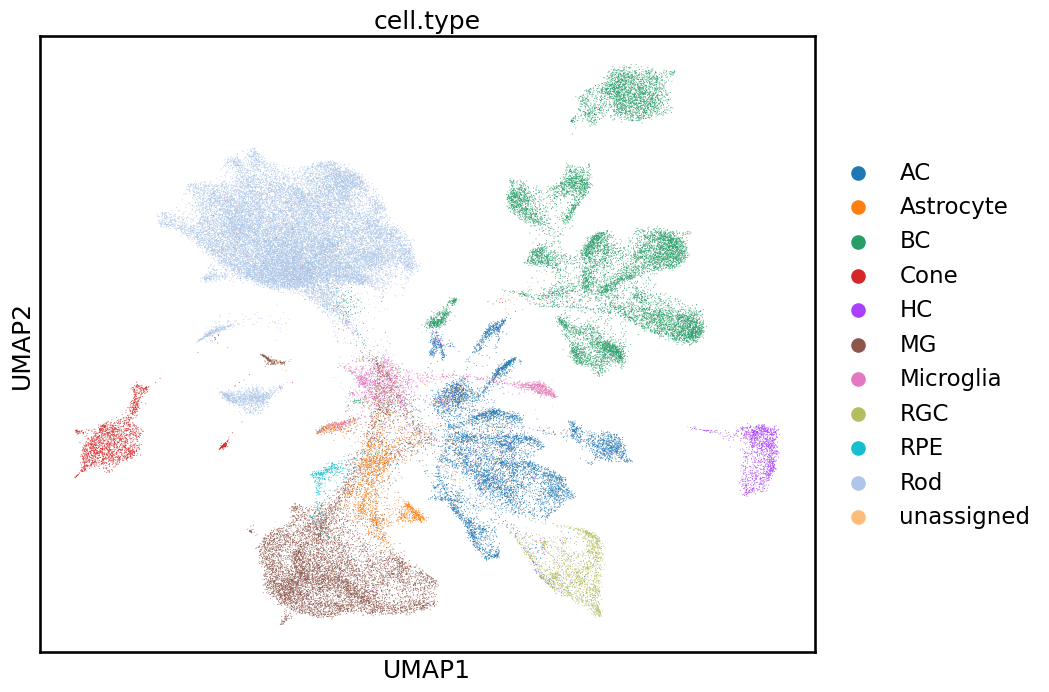 cell.type
UMAP2
UMAP1
AC
Astrocyte
BC
Cone
HC
MG
Microglia
RGC
RPE
Rod
unassigned